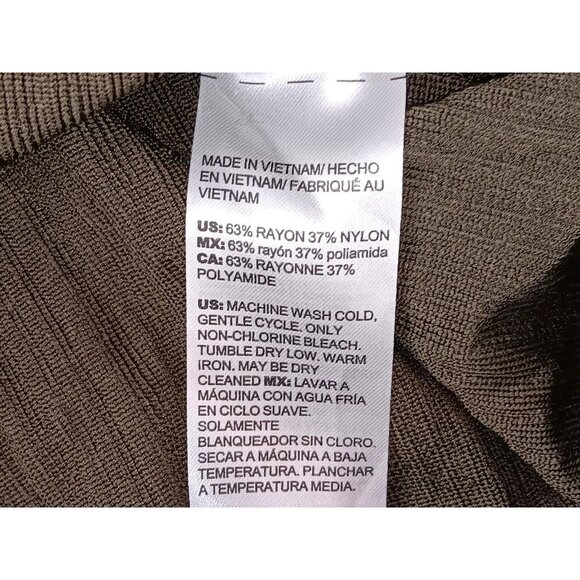 MADE IN VIETNAM/ HECHO
EN VIETNAM/ FABRIQUÉ AU
VIETNAM
US: 63% RAYON 37% NYLON
MX: 63% rayón 37% poliamida
CA: 63% RAYONNE 37%
POLYAMIDE
US: MACHINE WASH COLD,
GENTLE CYCLE. ONLY
NON-CHLORINE BLEACH.
TUMBLE DRY LOW. WARM
IRON. MAY BE DRY
CLEANED MX: LAVAR A
MÁQUINA CON AGUA FRÍA
EN CICLO SUAVE.
SOLAMENTE
BLANQUEADOR SIN CLORO.
SECAR A MÁQUINA A BAJA
TEMPERATURA. PLANCHAR
A TEMPERATURA MEDIA.